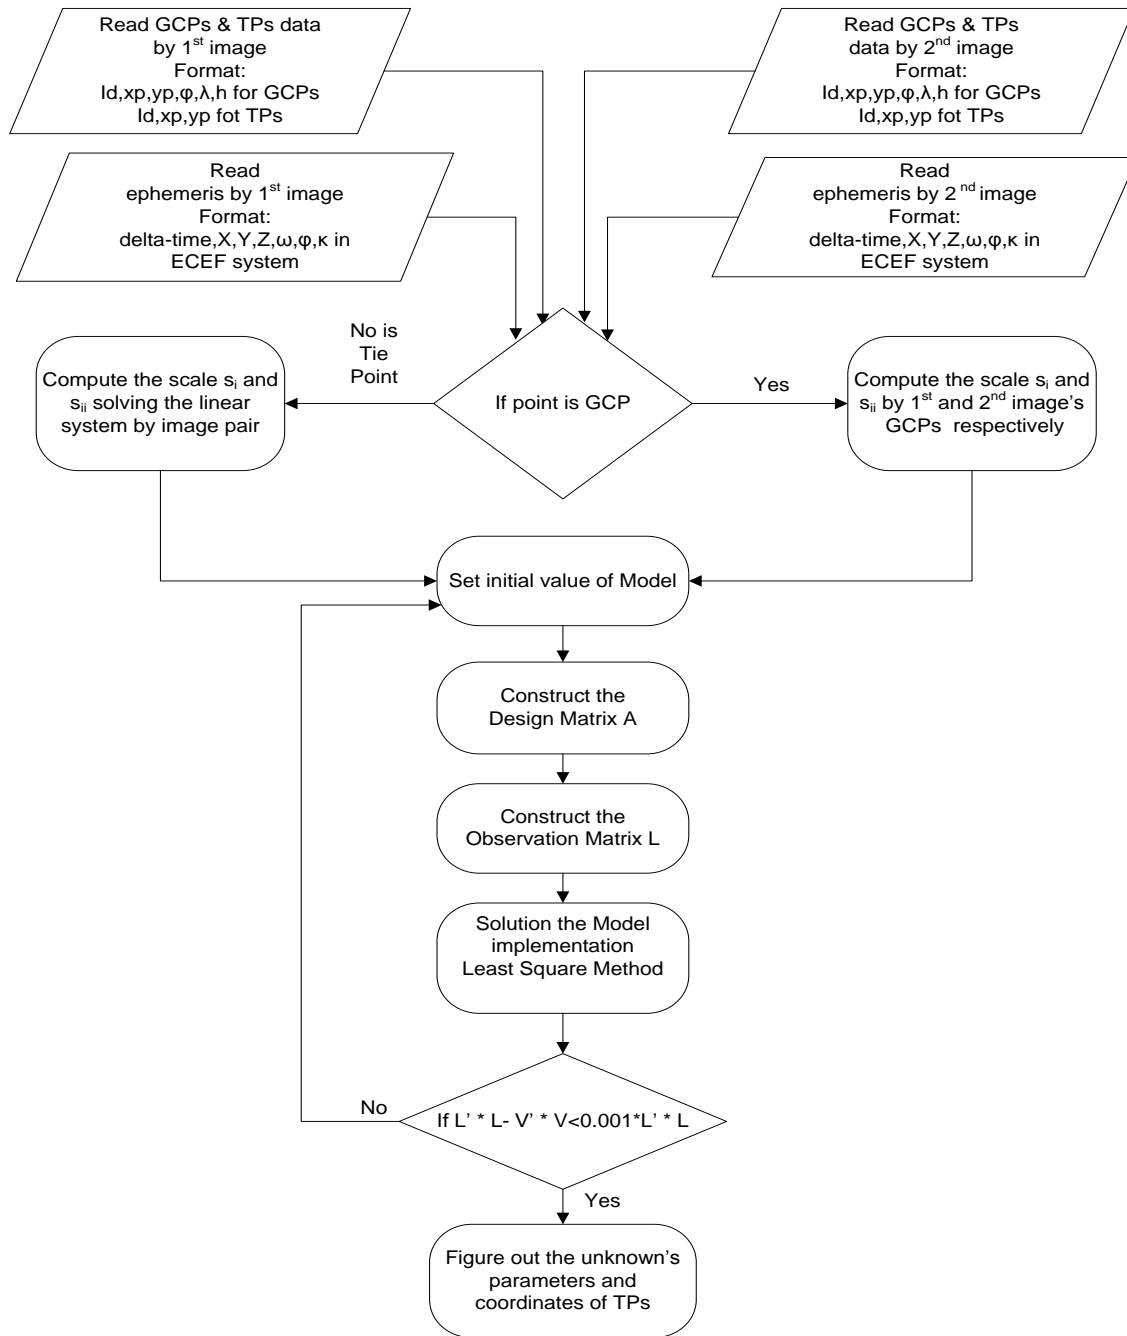 Read GCPs & TPs data
by 1st image
Format:
Id,xp,yp,φ,λ,h for GCPs
Id,xp,yp fot TPs
Read GCPs & TPs
data by 2nd image
Format:
Id,xp,yp,φ,λ,h for GCPs
Id,xp,yp fot TPs
Read
ephemeris by 1st image
Format:
delta-time,X,Y,Z,ω,φ,κ in
ECEF system
Read
ephemeris by 2 nd image
Format:
delta-time,X,Y,Z,ω,φ,κ in
ECEF system
No is
Tie
Point
If point is GCP
Yes
Compute the scale si and
sii solving the linear
system by image pair
Compute the scale si and
sii by 1st and 2nd image's
GCPs respectively
Set initial value of Model
Construct the
Design Matrix A
Construct the
Observation Matrix L
Solution the Model
implementation
Least Square Method
No
If L' * L- V' * V<0.001*L' * L
Yes
Figure out the unknown's
parameters and
coordinates of TPs